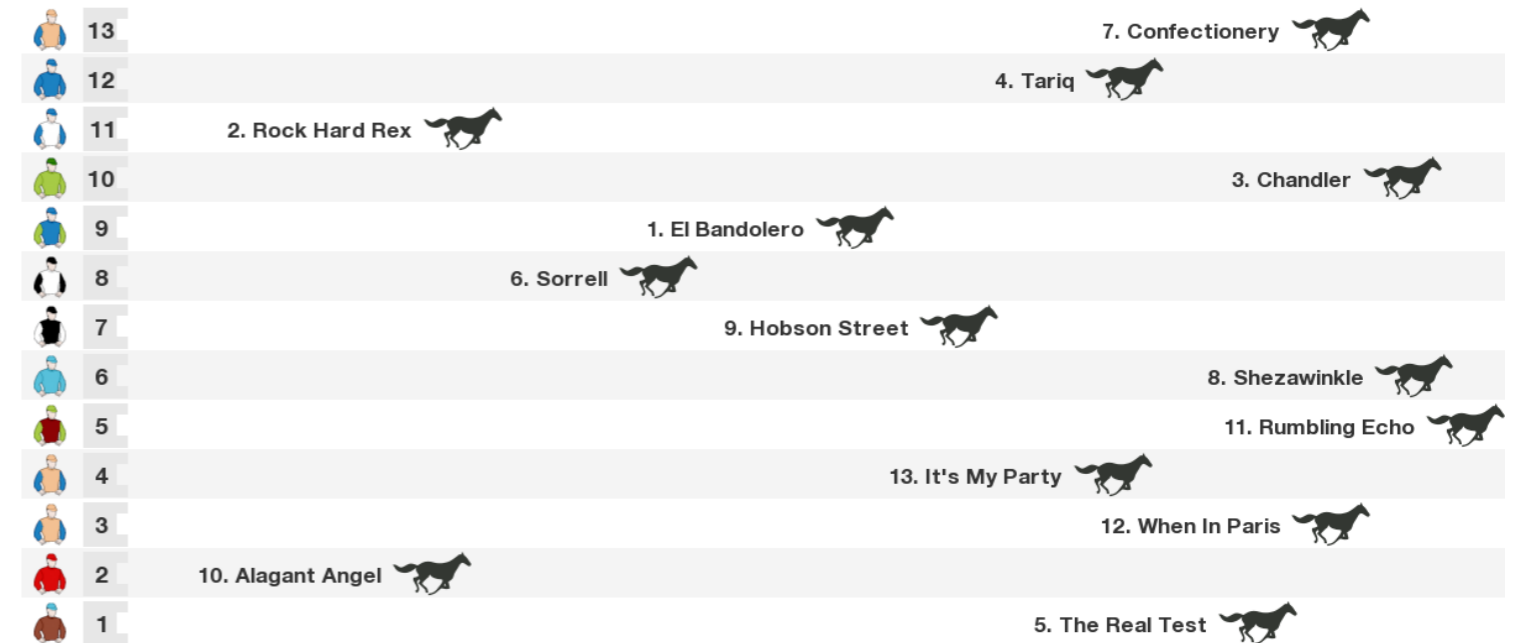 13 7. Confectionery
12 4. Tariq
11 2. Rock Hard Rex
10 3. Chandler
9 1. El Bandolero
8 6. Sorrell
7 9. Hobson Street
6 8. Shezawinkle
5 11. Rumbling Echo
4 13. It's My Party
3 12. When In Paris
2 10. Alagant Angel
1 5. The Real Test